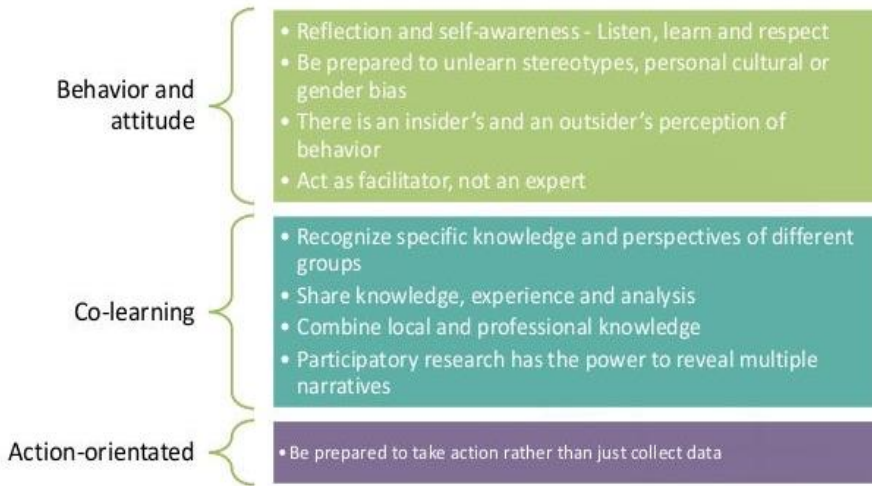 Behavior and
attitude
• Reflection and self-awareness - Listen, learn and respect
• Be prepared to unlearn stereotypes, personal cultural or
gender bias
• There is an insider's and an outsider's perception of
behavior
• Act as facilitator, not an expert
Co-learning
• Recognize specific knowledge and perspectives of different
groups
• Share knowledge, experience and analysis
• Combine local and professional knowledge
• Participatory research has the power to reveal multiple
narratives
Action-orientated
• Be prepared to take action rather than just collect data